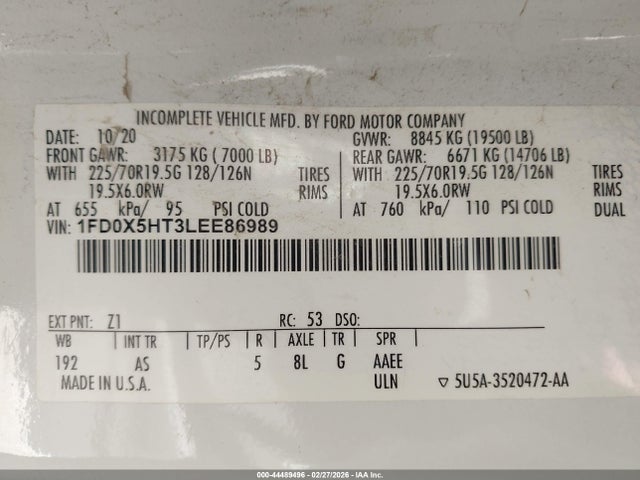 INCOMPLETE VEHICLE MFD. BY FORD MOTOR COMPANY
DATE: 10/20 GVWR: 8845 KG (19500 LB)
FRONT GAWR: 3175 KG ( 7000 LB) REAR GAWR: 6671 KG (14706 LB)
WITH 225/70R19.5G 128/126N TIRES WITH 225/70R19.5G 128/126N TIRES
19.5X6.0RW RIMS 19.5X6.0RW RIMS
AT 655 kPa/ 95 PSI COLD AT 760 kPa/ 110 PSI COLD DUAL
VIN: 1FD0X5HT3LEE86989
EXT PNT: Z1 RC: 53 DSO:
WB INT TR TP/PS R AXLE TR SPR
192 AS 5 8L G AAEE
MADE IN U.S.A. ULN ▽ 5U5A-3520472-AA
000-44489496 - 02/27/2026 - IAA Inc.